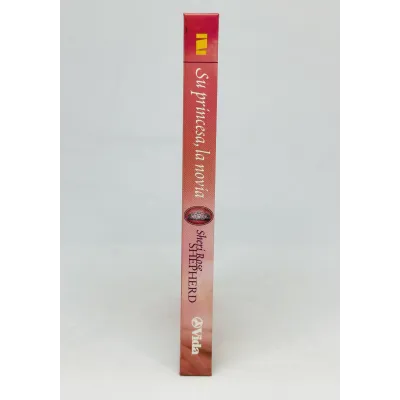 Su princesa, la novia
Sheri Rose
SHEPHERD
Vida